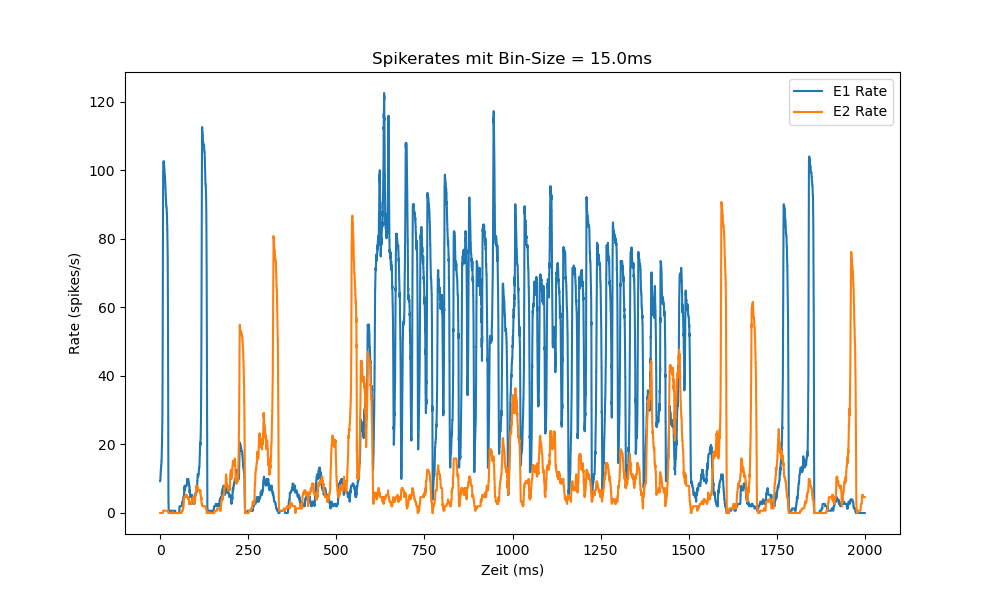 Spikerates mit Bin-Size = 15.0ms
E1 Rate
E2 Rate
Rate (spikes/s)
120
100
80
60
40
20
0
0 250 500 750 1000 1250 1500 1750 2000
Zeit (ms)